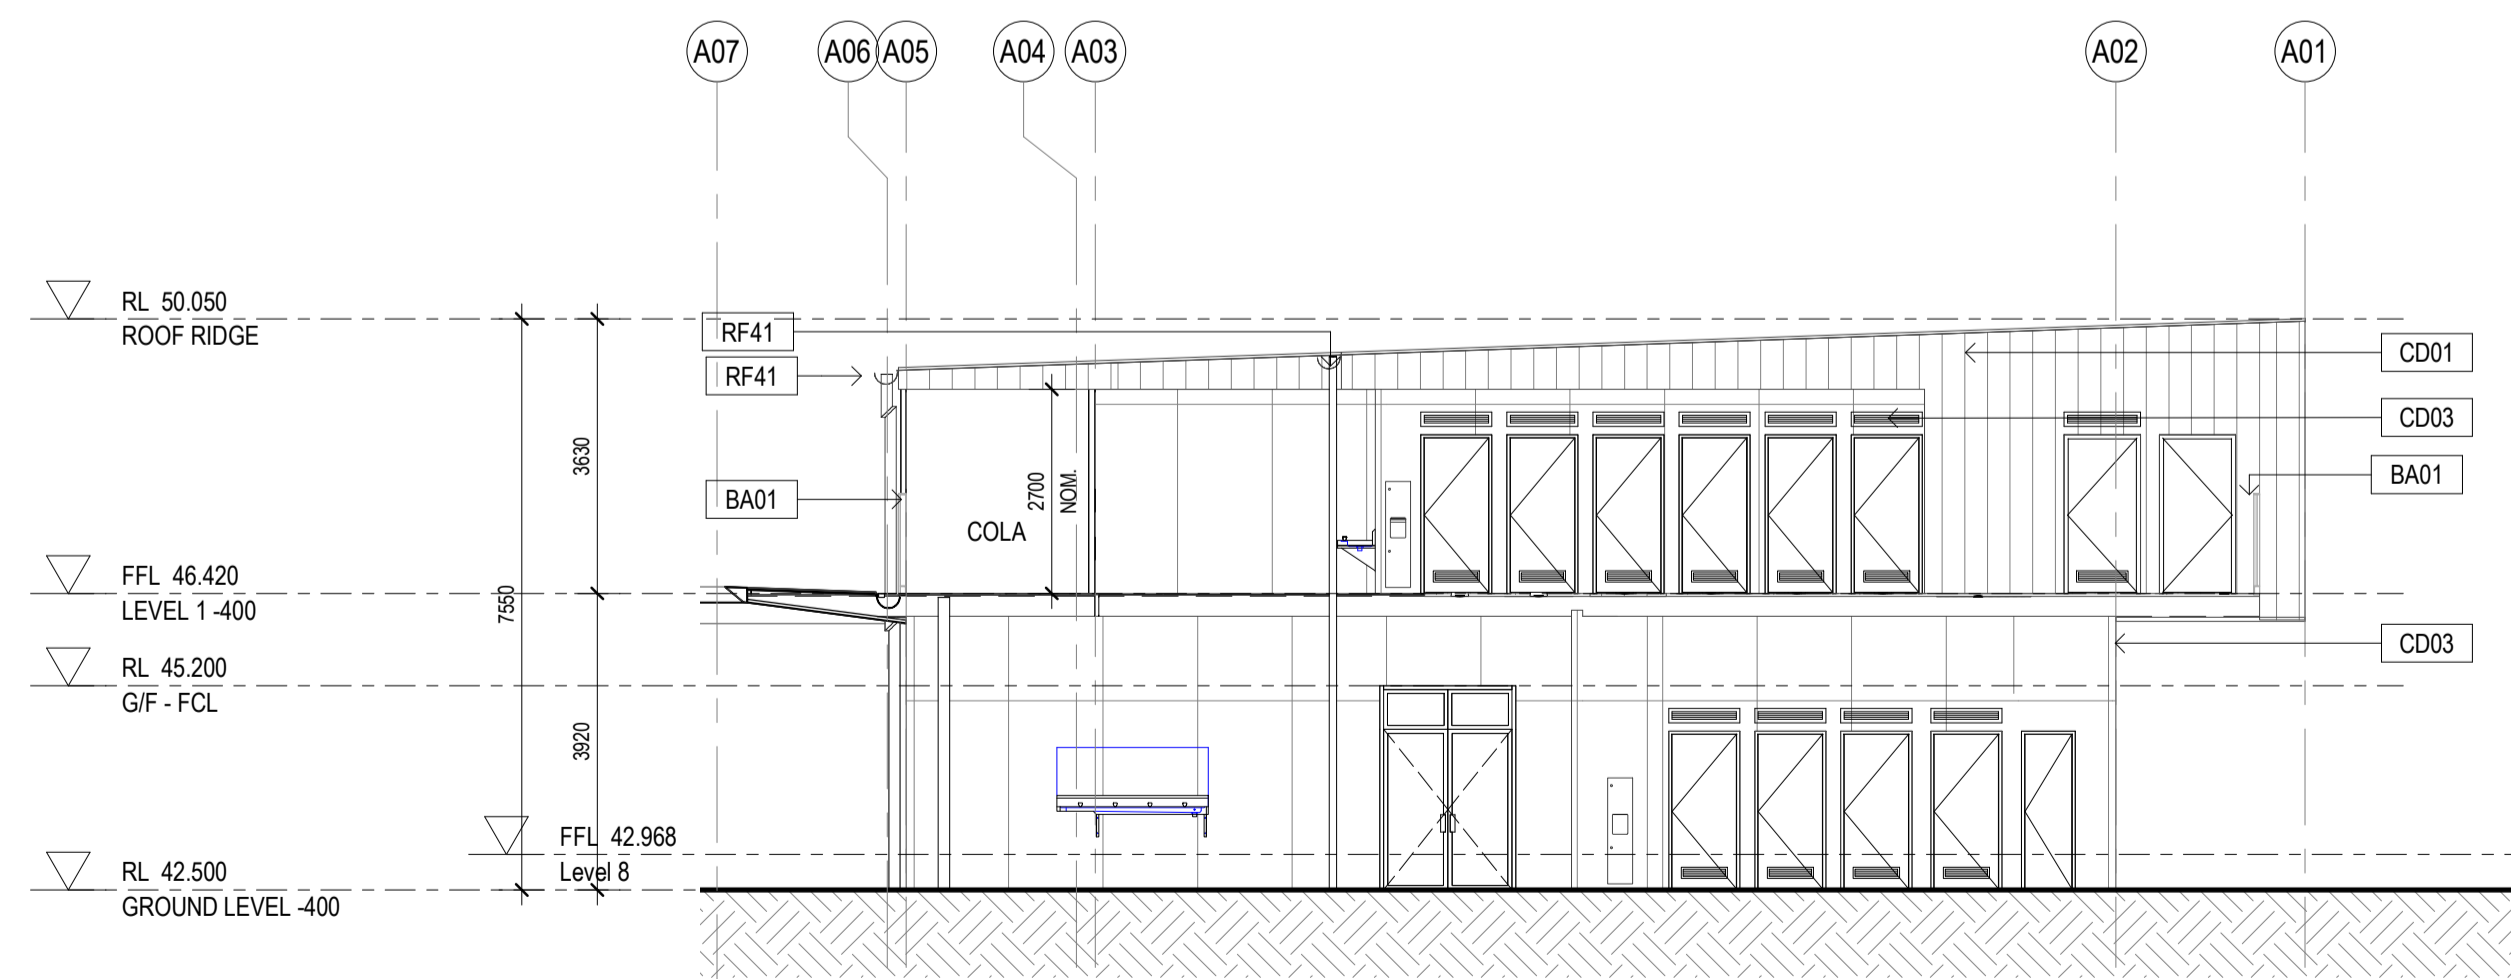 A07
A06
A05
A04
A03
A02
A01
RL 50.050
ROOF RIDGE
RF41
RF41
CD01
CD03
3630
2700
NOM.
BA01
BA01
COLA
FFL 46.420
LEVEL 1 -400
7550
CD03
RL 45.200
G/F - FCL
3920
FFL 42.968
Level 8
RL 42.500
GROUND LEVEL -400